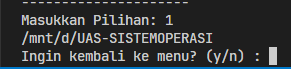 ---------------------
Masukkan Pilihan: 1
/mnt/d/UAS-SISTEMOPERASI
Ingin kembali ke menu? (y/n) :